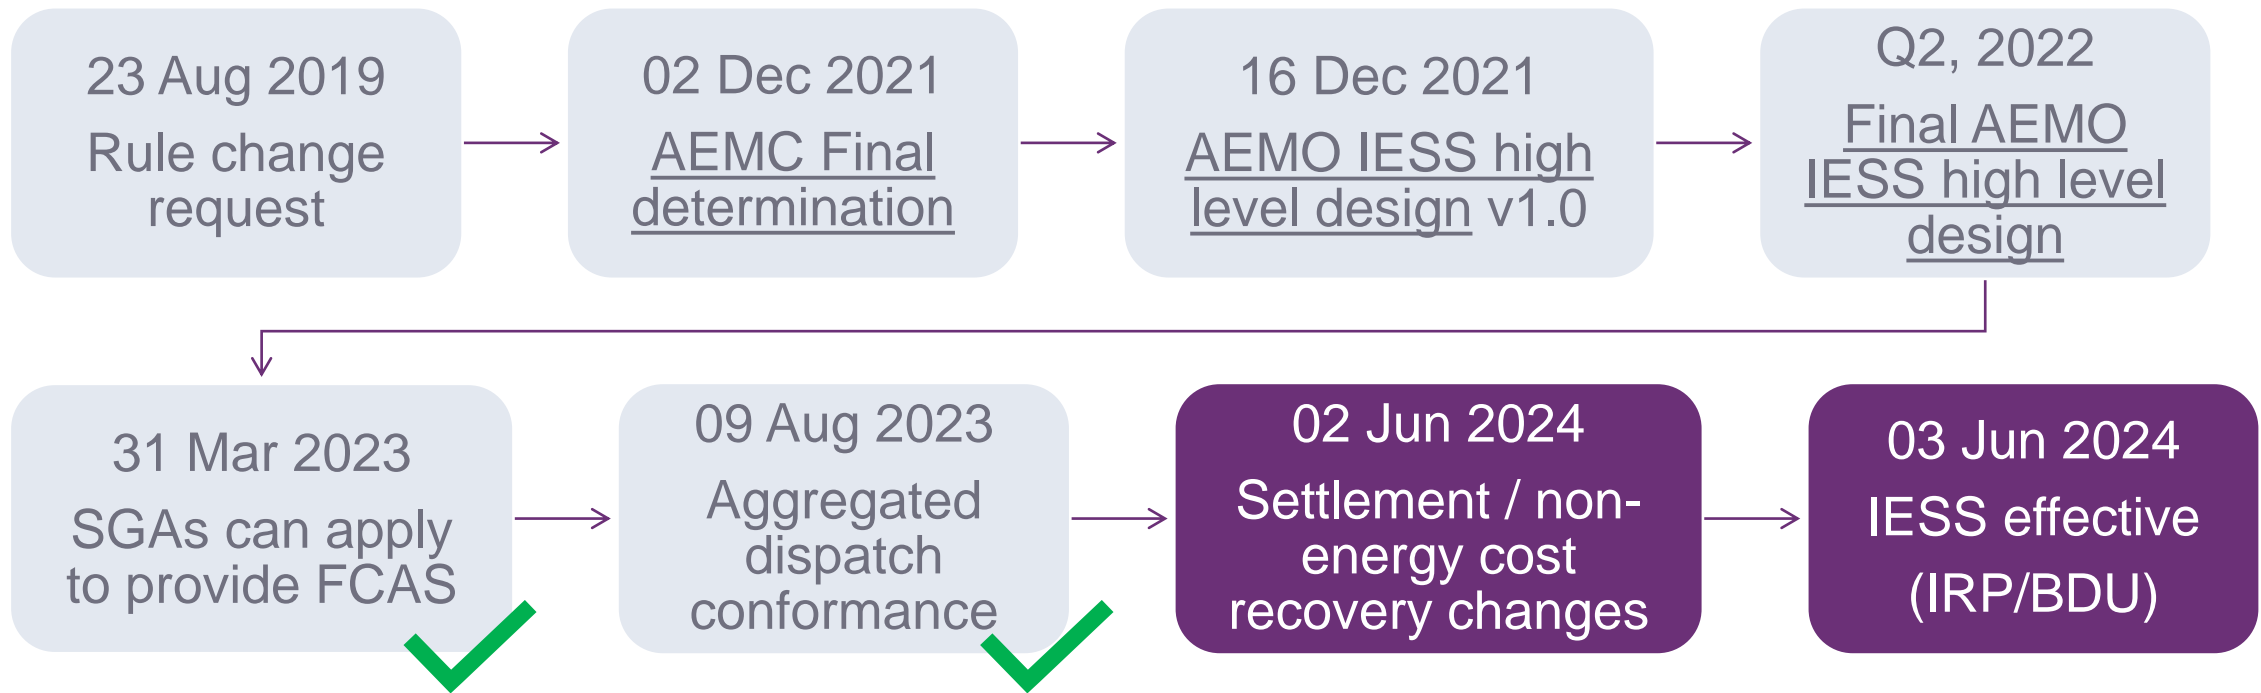 23 Aug 2019
Rule change
request
02 Dec 2021
AEMC Final
determination
16 Dec 2021
AEMO IESS high
level design v1.0
Q2, 2022
Final AEMO
IESS high level
design
31 Mar 2023
SGAs can apply
to provide FCAS
09 Aug 2023
Aggregated
dispatch
conformance
02 Jun 2024
Settlement / non-
energy cost
recovery changes
03 Jun 2024
IESS effective
(IRP/BDU)